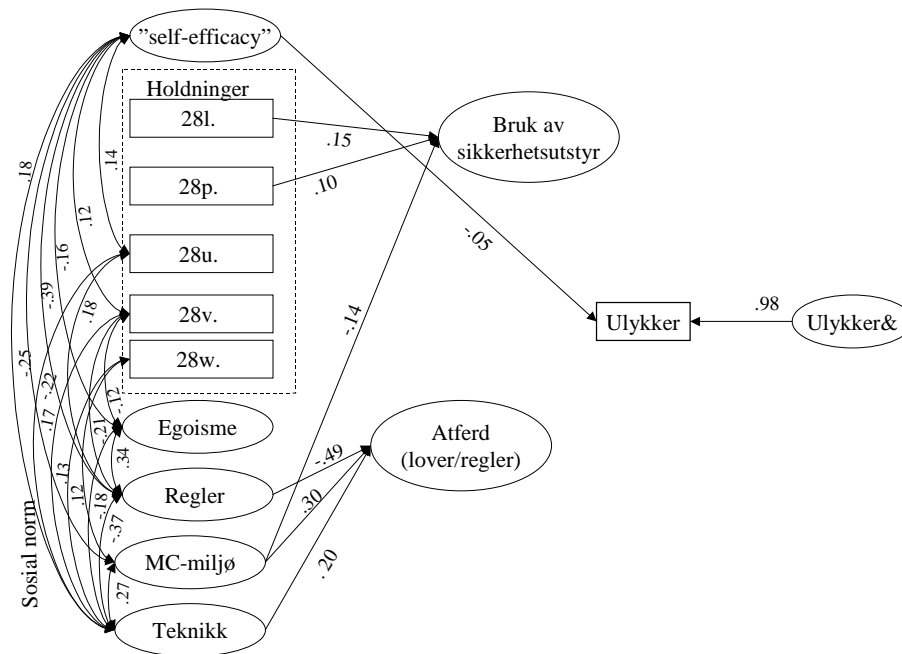 ”self-efficacy”
Holdninger
28l.
28p.
28u.
28v.
28w.
Egoisme
Regler
MC-miljø
Teknikk
Sosial norm
Bruk av
sikkerhetsutstyr
Ulykker
Ulykker&
Atferd
(lover/regler)
.15
.10
-.05
.98
-.14
-.49
.30
.20
.18
.14
.12
-.16
-.39
.18
-.25
-.22
.17
-.12
-.21
.34
.13
.12
-.18
-.37
.27